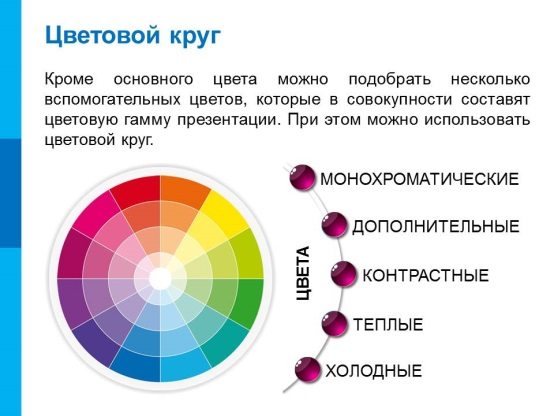 Цветовой круг
Кроме основного цвета можно подобрать несколько
вспомогательных цветов, которые в совокупности составят
цветовую гамму презентации. При этом можно использовать
цветовой круг.
ЦВЕТА
МОНОХРОМАТИЧЕСКИЕ
ДОПОЛНИТЕЛЬНЫЕ
КОНТРАСТНЫЕ
ТЕПЛЫЕ
ХОЛОДНЫЕ